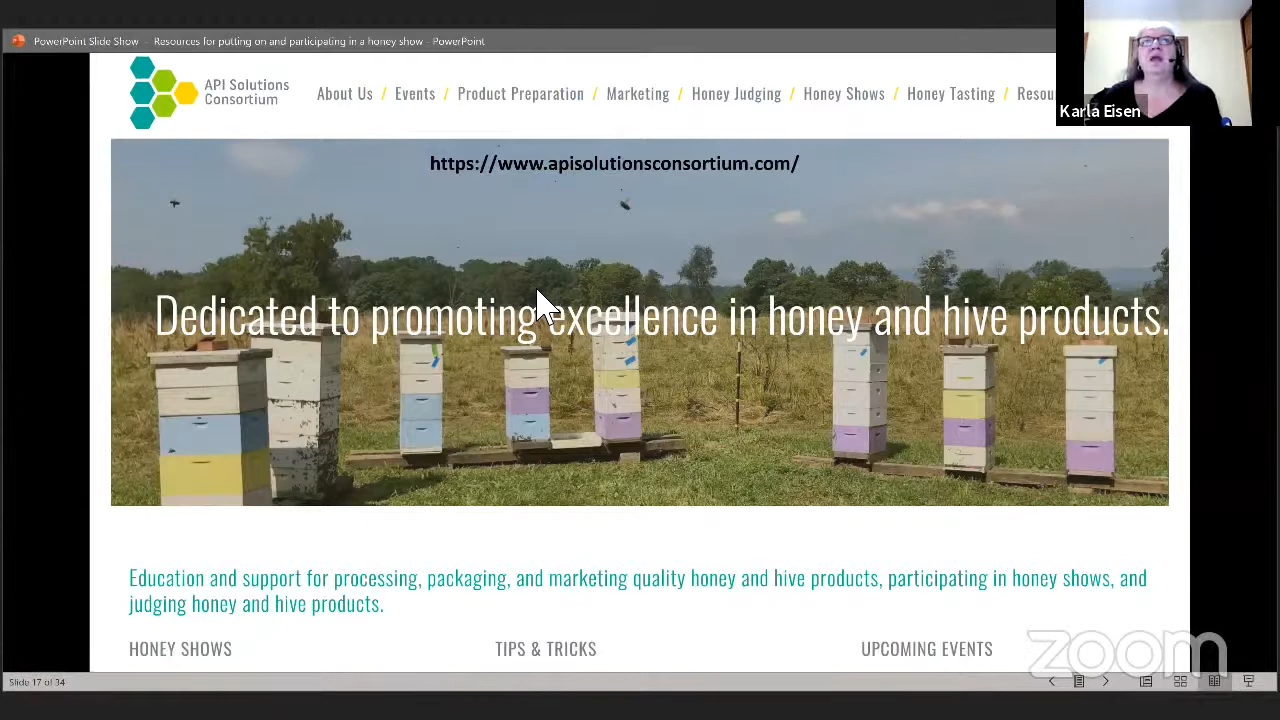 PowerPoint Slide Show - Resources for putting on and participating in a honey show - PowerPoint
API Solutions
Consortium
About Us / Events / Product Preparation / Marketing / Honey Judging / Honey Shows / Honey Tasting /
Karla Eisen
https://www.apisolutionsconsortium.com/
Dedicated to promoting excellence in honey and hive products.
Education and support for processing, packaging, and marketing quality honey and hive products, participating in honey shows, and
judging honey and hive products.
HONEY SHOWS
TIPS & TRICKS
UPCOMING EVENTS
zoom
Slide 17 of 34